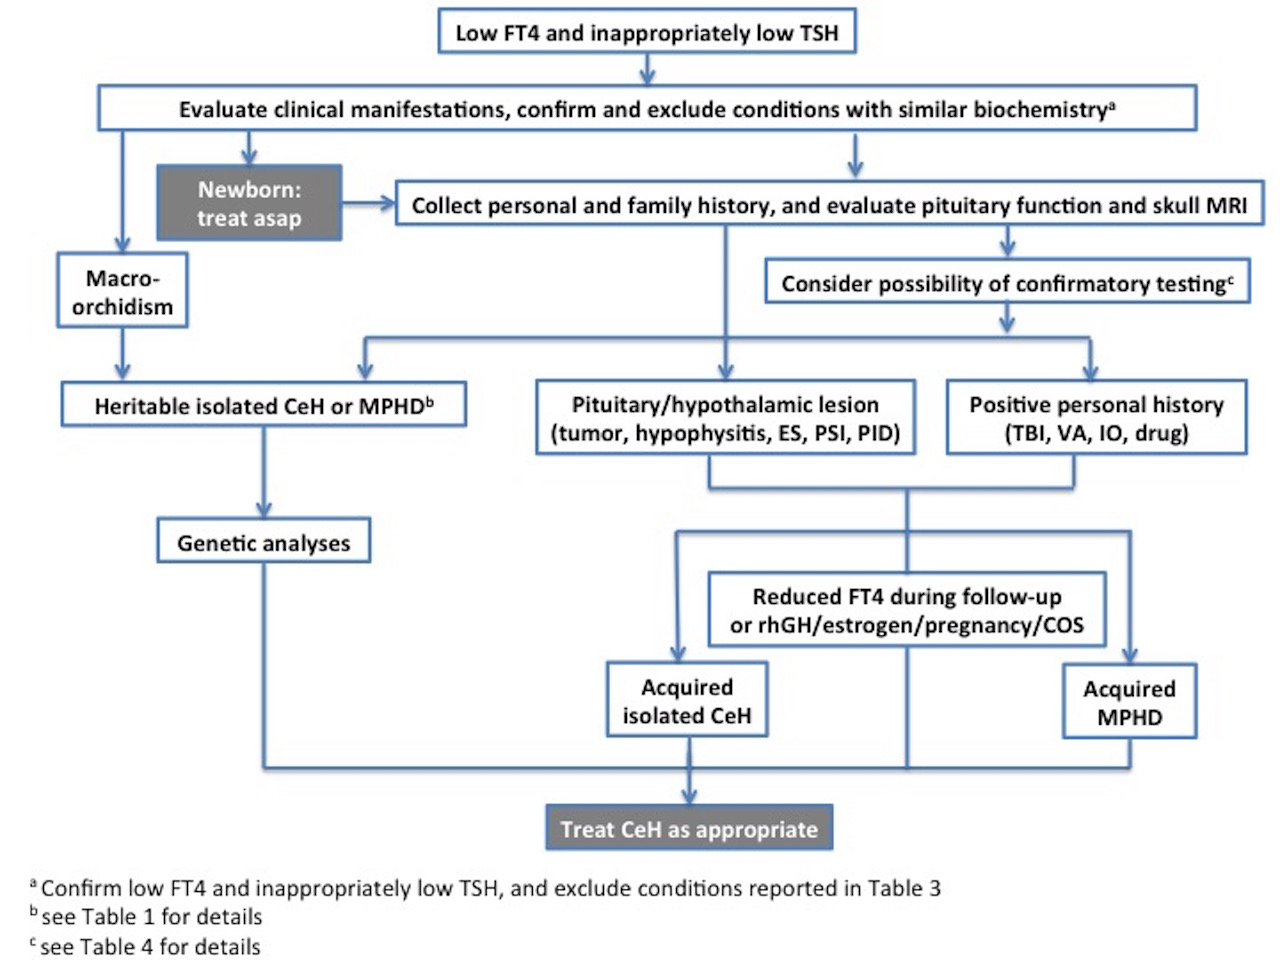 Low FT4 and inappropriately low TSH
Evaluate clinical manifestations, confirm and exclude conditions with similar biochemistryᵃ
Newborn:
treat asap
Collect personal and family history, and evaluate pituitary function and skull MRI
Macro-
orchidism
Consider possibility of confirmatory testingᶜ
Heritable isolated CeH or MPHDᵇ
Pituitary/hypothalamic lesion
(tumor, hypophysitis, ES, PSI, PID)
Positive personal history
(TBI, VA, IO, drug)
Genetic analyses
Reduced FT4 during follow-up
or rhGH/estrogen/pregnancy/COS
Acquired
isolated CeH
Acquired
MPHD
Treat CeH as appropriate
ᵃ Confirm low FT4 and inappropriately low TSH, and exclude conditions reported in Table 3
ᵇ see Table 1 for details
ᶜ see Table 4 for details